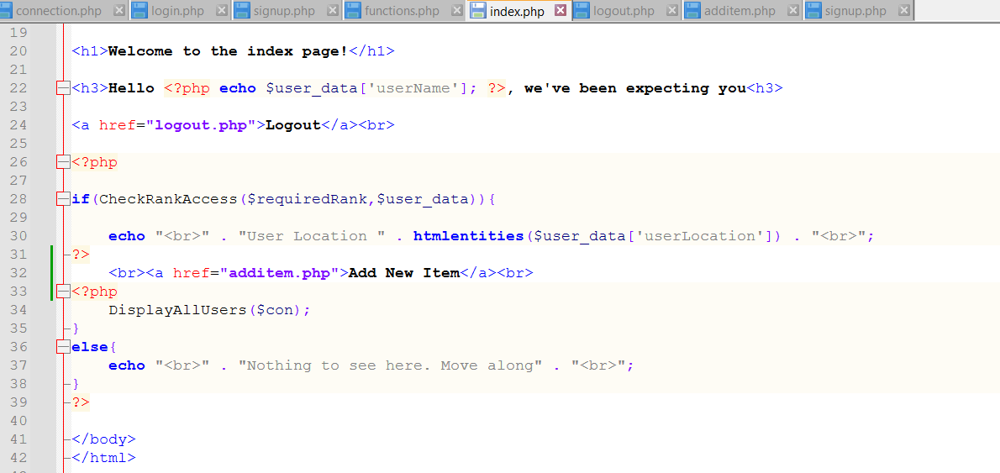 connection.php login.php signup.php functions.php index.php logout.php additem.php signup.php
19
20 <h1>Welcome to the index page!</h1>
21
22 <h3>Hello <?php echo $user_data['userName']; ?>, we've been expecting you<h3>
23
24 <a href="logout.php">Logout</a><br>
25
26 <?php
27
28 if(CheckRankAccess($requiredRank,$user_data)){
29
30 echo "<br>" . "User Location " . htmlentities($user_data['userLocation']) . "<br>";
31 ?>
32 <br><a href="additem.php">Add New Item</a><br>
33 <?php
34 DisplayAllUsers($con);
35 }
36 else{
37 echo "<br>" . "Nothing to see here. Move along" . "<br>";
38 }
39 ?>
40
41 </body>
42 </html>